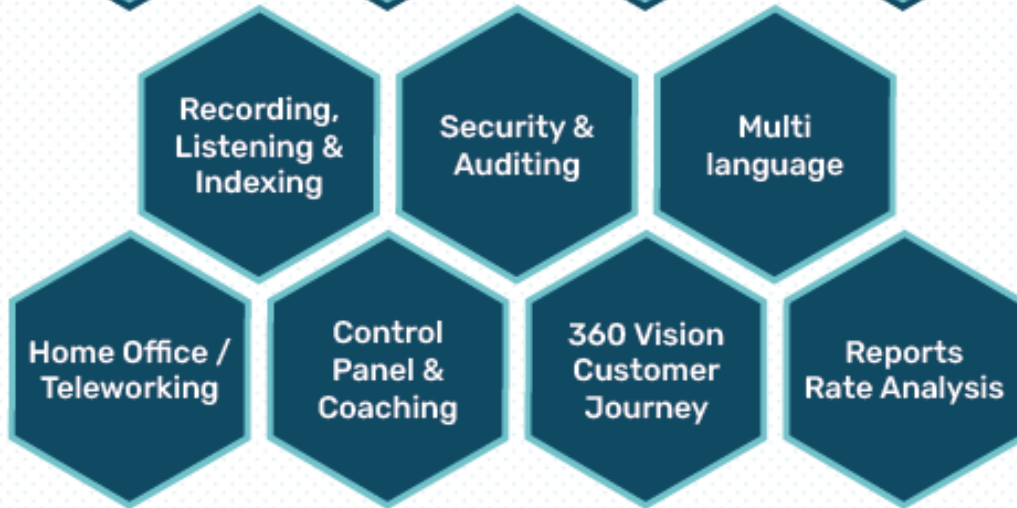 Recording,
Listening &
Indexing
Security &
Auditing
Multi
language
Home Office /
Teleworking
Control
Panel &
Coaching
360 Vision
Customer
Journey
Reports
Rate Analysis